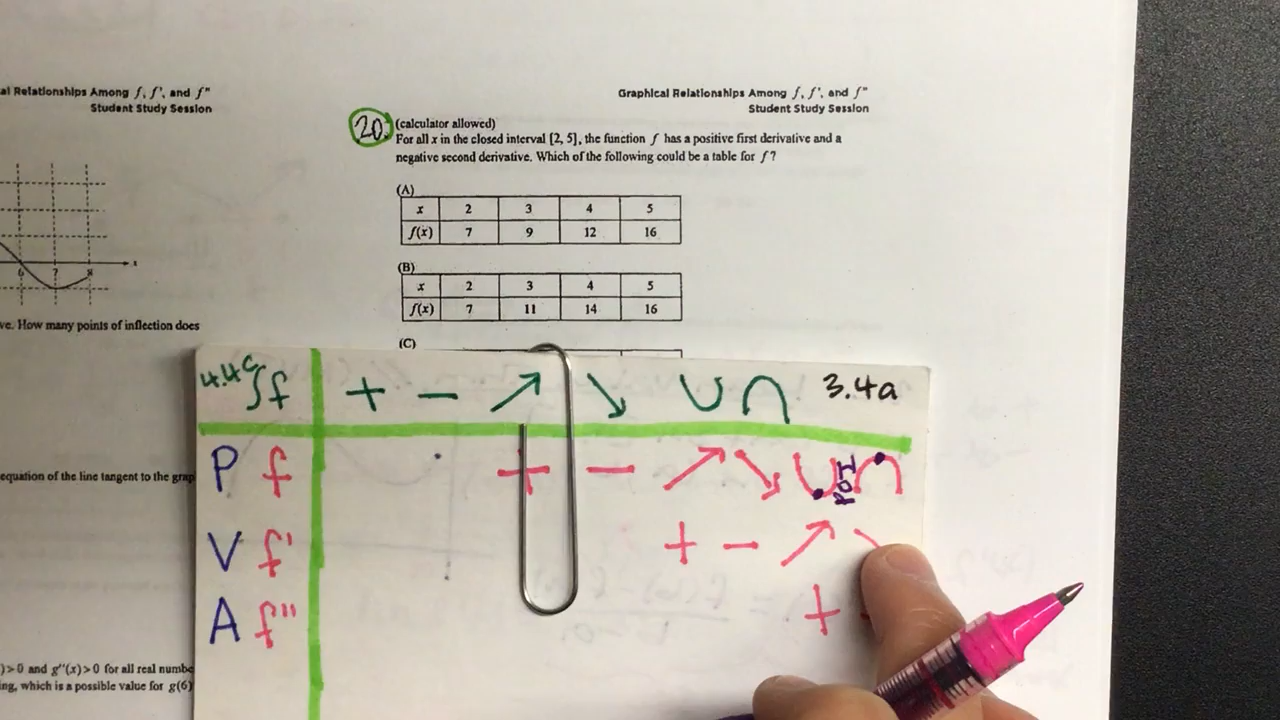 al Relationships Among f, f', and f"
Student Study Session
6 7 8 x
ve. How many points of inflection does
equation of the line tangent to the grap
)>0 and g"(x)>0 for all real numbe
ing, which is a possible value for g(6)
Graphical Relationships Among f, f', and f"
Student Study Session
20. (calculator allowed)
For all x in the closed interval [2, 5], the function f has a positive first derivative and a
negative second derivative. Which of the following could be a table for f?
(A)
x 2 3 4 5
f(x) 7 9 12 16
(B)
x 2 3 4 5
f(x) 7 11 14 16
(C)
4.4c ∫f + − ↗ ↘ ∪ ∩ 3.4a
P f + − ↗ ↘ ∪ POI ∩
V f' + − ↗
A f" +